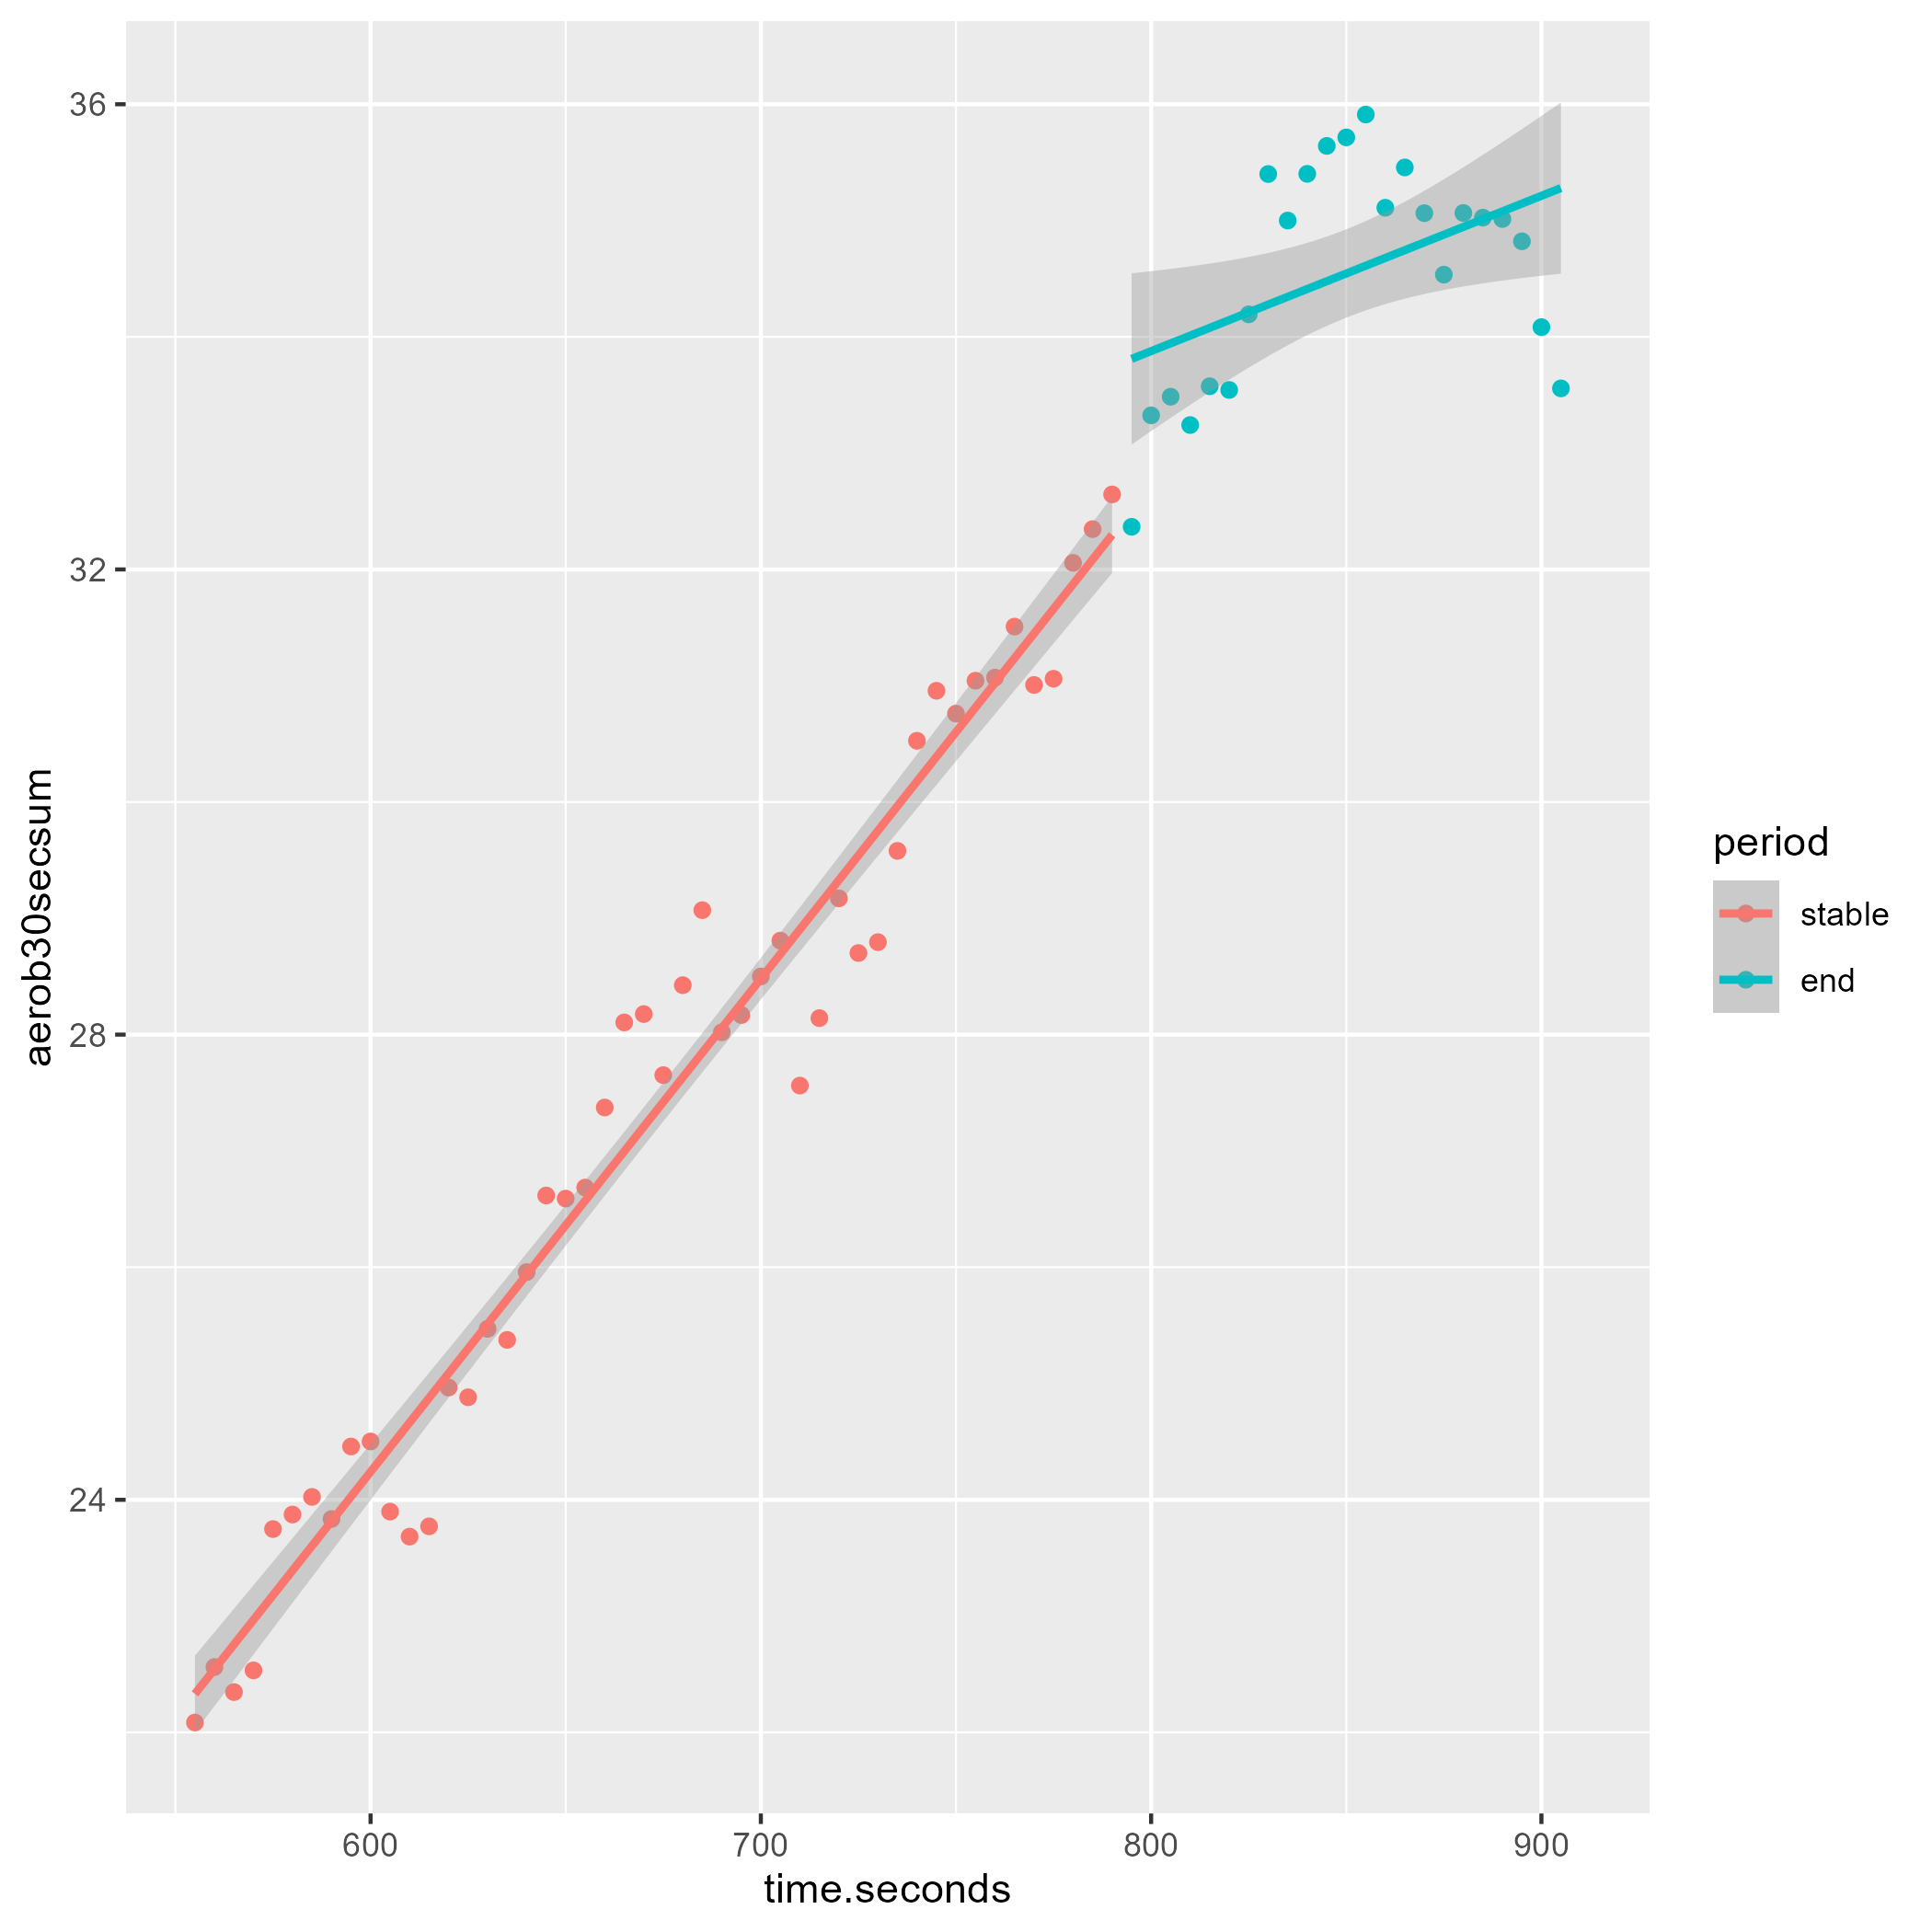 36
32
28
24
aerob30secsum
600 700 800 900
time.seconds
period
stable
end